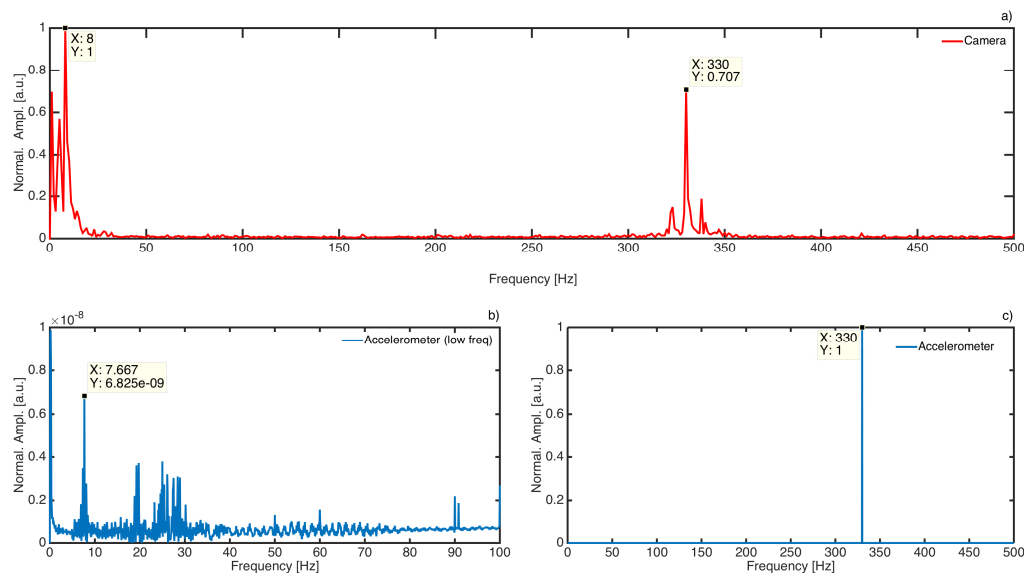 a)
1
0.8
0.6
0.4
0.2
0
Normal. Ampl. [a.u.]
X: 8
Y: 1
X: 330
Y: 0.707
Camera
0 50 100 150 200 250 300 350 400 450 500
Frequency [Hz]
b)
×10-8
1
0.8
0.6
0.4
0.2
0
Normal. Ampl. [a.u.]
Accelerometer (low freq)
X: 7.667
Y: 6.825e-09
0 10 20 30 40 50 60 70 80 90 100
Frequency [Hz]
c)
1
0.8
0.6
0.4
0.2
0
Normal. Ampl. [a.u.]
X: 330
Y: 1
Accelerometer
0 50 100 150 200 250 300 350 400 450 500
Frequency [Hz]